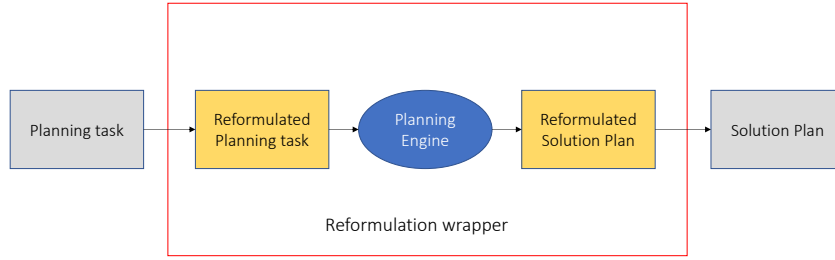 Planning task
Reformulated
Planning task
Planning
Engine
Reformulated
Solution Plan
Solution Plan
Reformulation wrapper